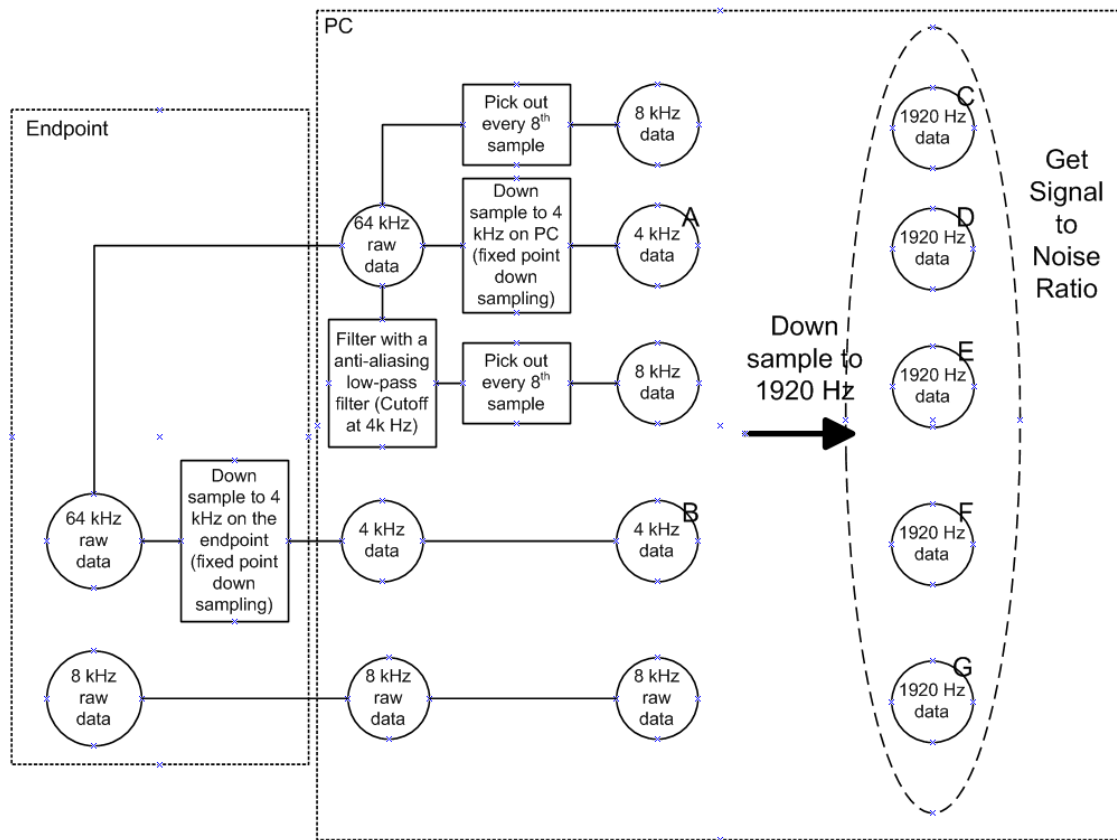 PC
Endpoint
Pick out
every 8th
sample
8 kHz
data
C
1920 Hz
data
64 kHz
raw
data
Down
sample to 4
kHz on PC
(fixed point
down
sampling)
A
4 kHz
data
D
1920 Hz
data
Get
Signal
to
Noise
Ratio
Filter with a
anti-aliasing
low-pass
filter (Cutoff
at 4k Hz)
Pick out
every 8th
sample
8 kHz
data
Down
sample to
1920 Hz
E
1920 Hz
data
64 kHz
raw
data
Down
sample to 4
kHz on the
endpoint
(fixed point
down
sampling)
4 kHz
data
B
4 kHz
data
F
1920 Hz
data
8 kHz
raw
data
8 kHz
raw
data
8 kHz
raw
data
G
1920 Hz
data